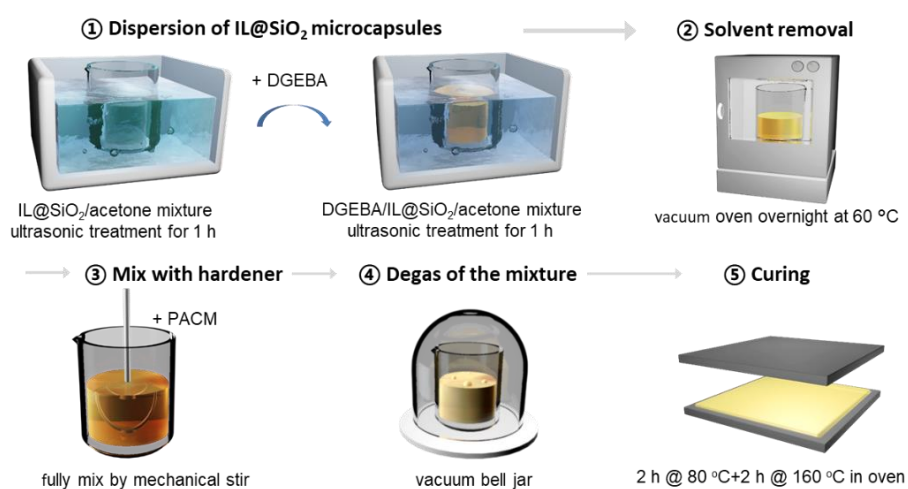 ① Dispersion of IL@SiO₂ microcapsules
② Solvent removal
+ DGEBA
IL@SiO₂/acetone mixture
ultrasonic treatment for 1 h
DGEBA/IL@SiO₂/acetone mixture
ultrasonic treatment for 1 h
vacuum oven overnight at 60 °C
③ Mix with hardener
④ Degas of the mixture
⑤ Curing
+ PACM
fully mix by mechanical stir
vacuum bell jar
2 h @ 80 °C+2 h @ 160 °C in oven